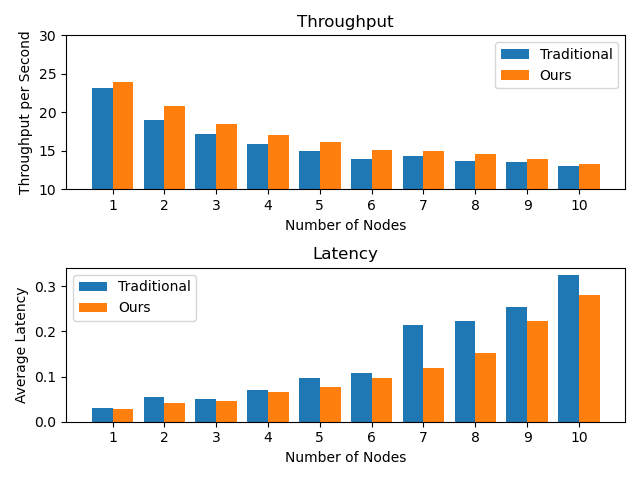 Throughput
Throughput per Second
30
25
20
15
10
Traditional
Ours
1 2 3 4 5 6 7 8 9 10
Number of Nodes
Latency
Average Latency
0.3
0.2
0.1
0.0
Traditional
Ours
1 2 3 4 5 6 7 8 9 10
Number of Nodes